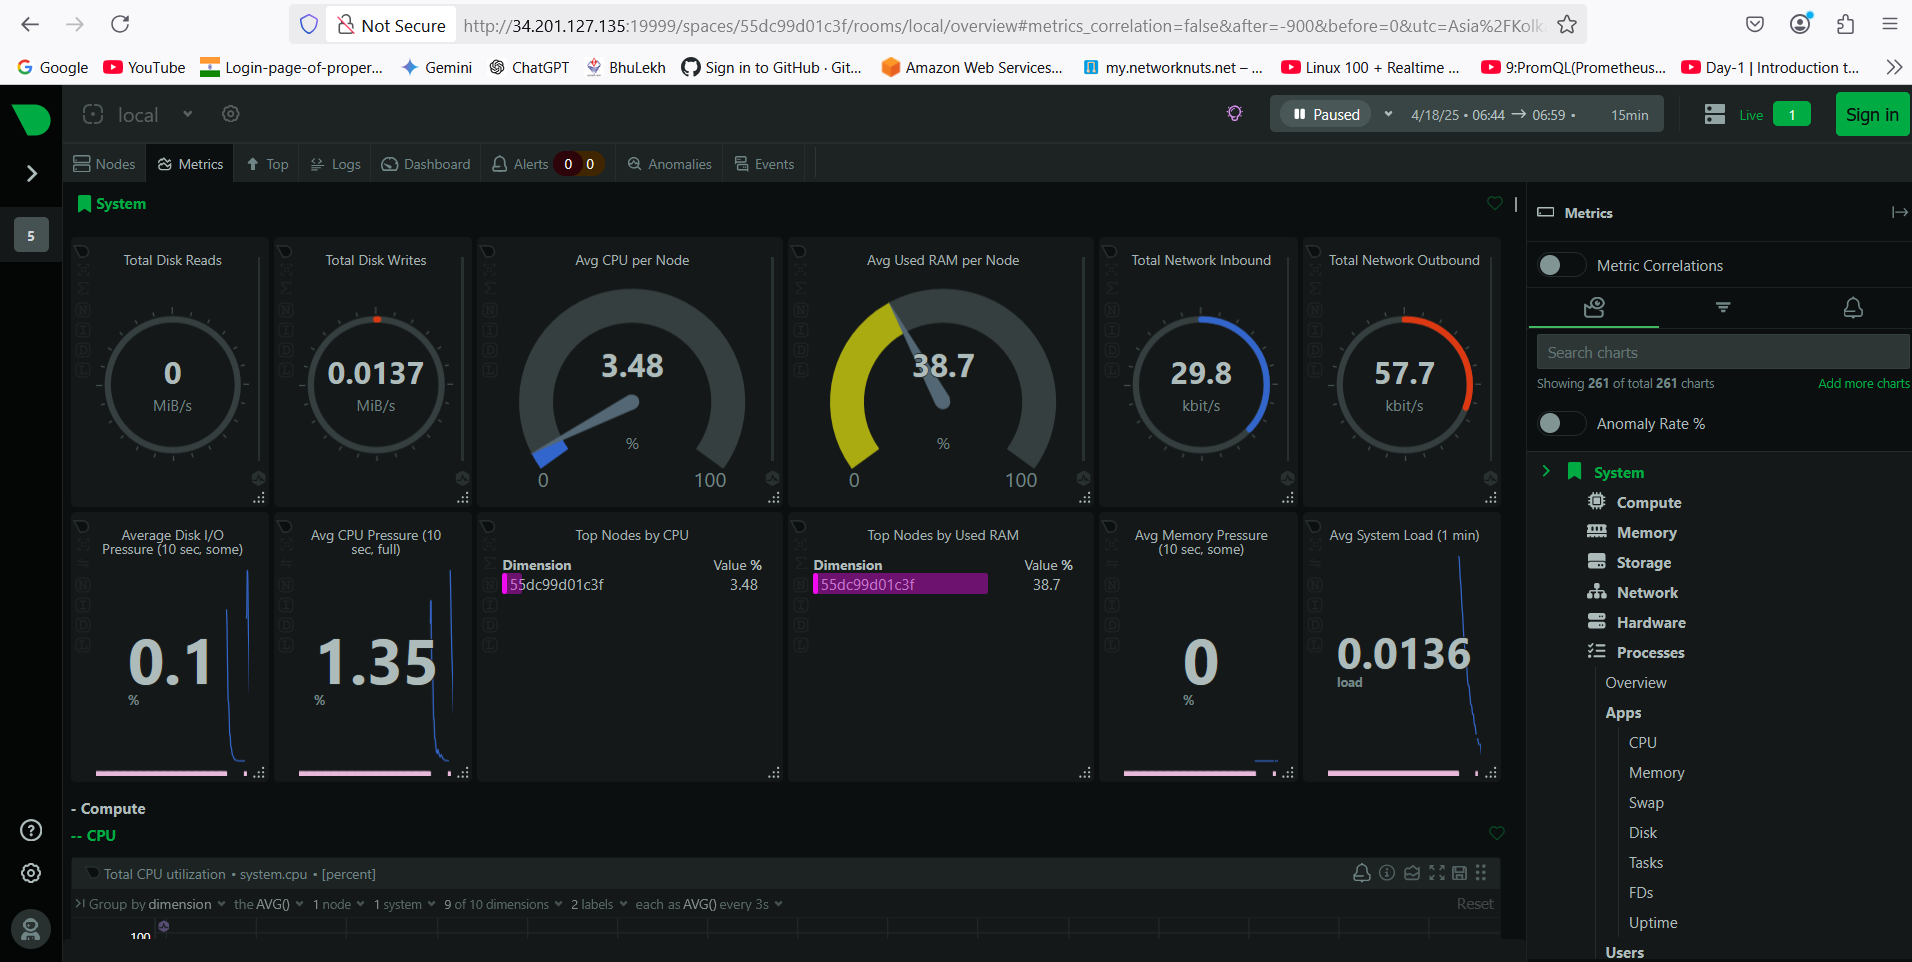 Not Secure
http://34.201.127.135:19999/spaces/55dc99d01c3f/rooms/local/overview#metrics_correlation=false&after=-900&before=0&utc=Asia%2FKolk
Google YouTube Login-page-of-proper... Gemini ChatGPT BhuLekh Sign in to GitHub · Git... Amazon Web Services... my.networknuts.net – ... Linux 100 + Realtime ... 9:PromQL(Prometheus... Day-1 | Introduction t...
local Paused 4/18/25 • 06:44 → 06:59 • 15min Live 1 Sign in
Nodes Metrics Top Logs Dashboard Alerts 0 0 Anomalies Events
5
System
Total Disk Reads
0
MiB/s
Total Disk Writes
0.0137
MiB/s
Avg CPU per Node
3.48
%
0 100
Avg Used RAM per Node
38.7
%
0 100
Total Network Inbound
29.8
kbit/s
Total Network Outbound
57.7
kbit/s
Average Disk I/O
Pressure (10 sec, some)
0.1
%
Avg CPU Pressure (10
sec, full)
1.35
%
Top Nodes by CPU
Dimension Value %
55dc99d01c3f 3.48
Top Nodes by Used RAM
Dimension Value %
55dc99d01c3f 38.7
Avg Memory Pressure
(10 sec, some)
0
%
Avg System Load (1 min)
0.0136
load
- Compute
-- CPU
Total CPU utilization • system.cpu • [percent]
Group by dimension the AVG() 1 node 1 system 9 of 10 dimensions 2 labels each as AVG() every 3s Reset
100
Metrics
Metric Correlations
Search charts
Showing 261 of total 261 charts Add more charts
Anomaly Rate %
System
Compute
Memory
Storage
Network
Hardware
Processes
Overview
Apps
CPU
Memory
Swap
Disk
Tasks
FDs
Uptime
Users